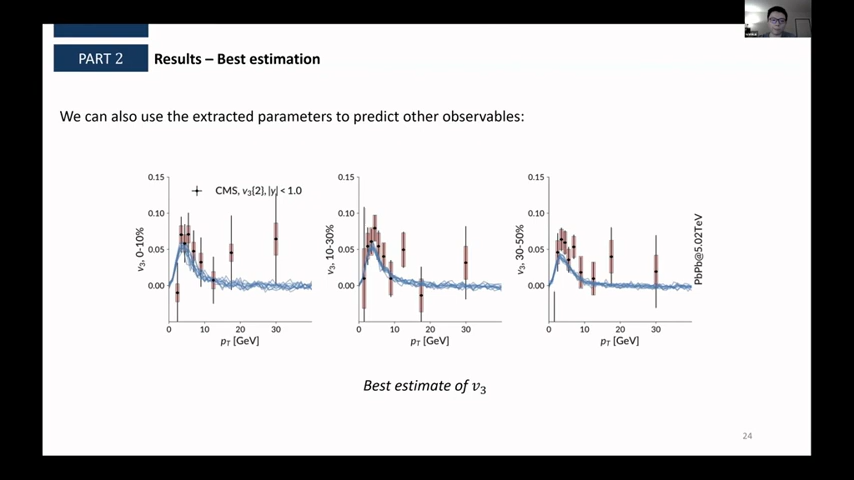 PART 2
Results – Best estimation
We can also use the extracted parameters to predict other observables:
0.15
0.10
0.05
0.00
v3, 0-10%
CMS, v3{2}, |y| < 1.0
0 10 20 30
pT [GeV]
0.15
0.10
0.05
0.00
v3, 10-30%
0 10 20 30
pT [GeV]
0.15
0.10
0.05
0.00
v3, 30-50%
0 10 20 30
pT [GeV]
PbPb@5.02TeV
Best estimate of v3
24